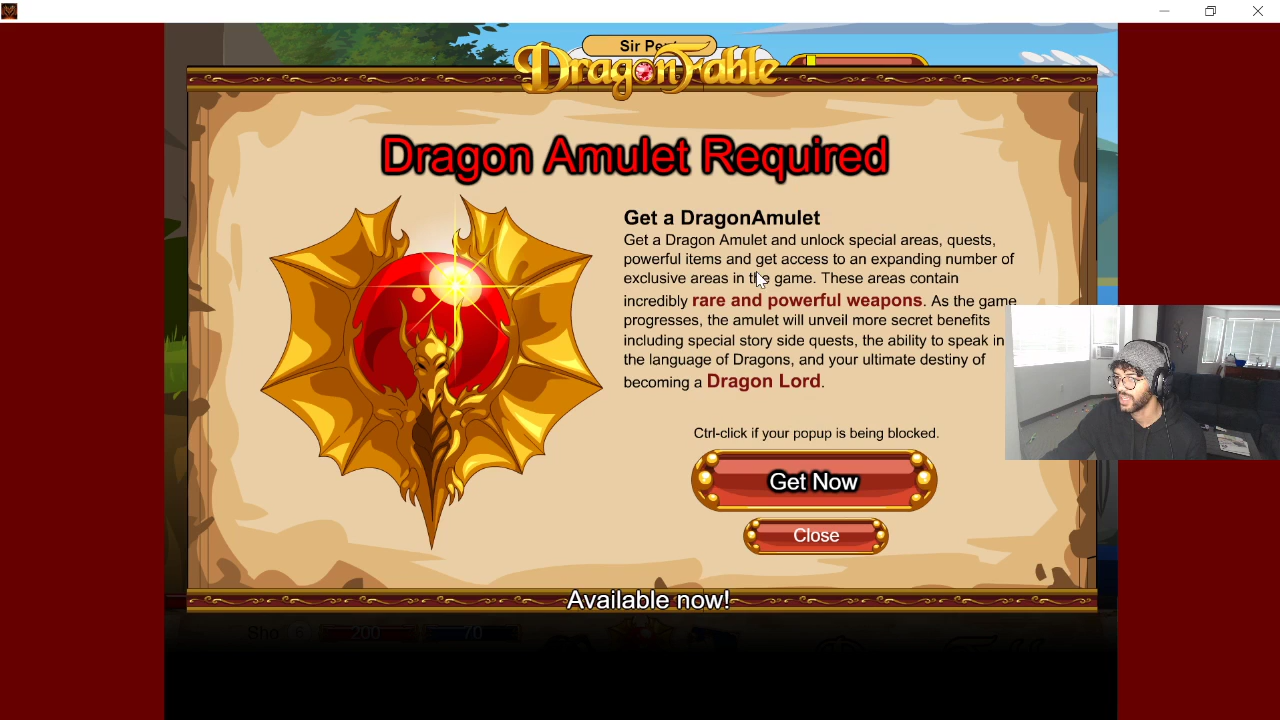 DragonFable
Dragon Amulet Required
Get a DragonAmulet
Get a Dragon Amulet and unlock special areas, quests,
powerful items and get access to an expanding number of
exclusive areas in the game. These areas contain
incredibly rare and powerful weapons. As the game
progresses, the amulet will unveil more secret benefits
including special story side quests, the ability to speak in
the language of Dragons, and your ultimate destiny of
becoming a Dragon Lord.
Ctrl-click if your popup is being blocked.
Get Now
Close
Available now!
200 70